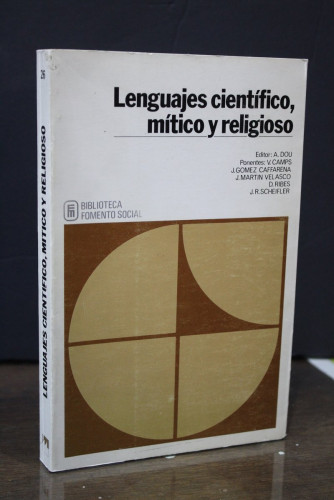 Lenguajes científico,
mítico y religioso
Editor: A. DOU
Ponentes: V. CAMPS
J. GOMEZ CAFFARENA
J. MARTIN VELASCO
D. RIBES
J. R. SCHEIFLER
BIBLIOTECA
FOMENTO SOCIAL
LENGUAJES CIENTIFICO, MITICO Y RELIGIOSO